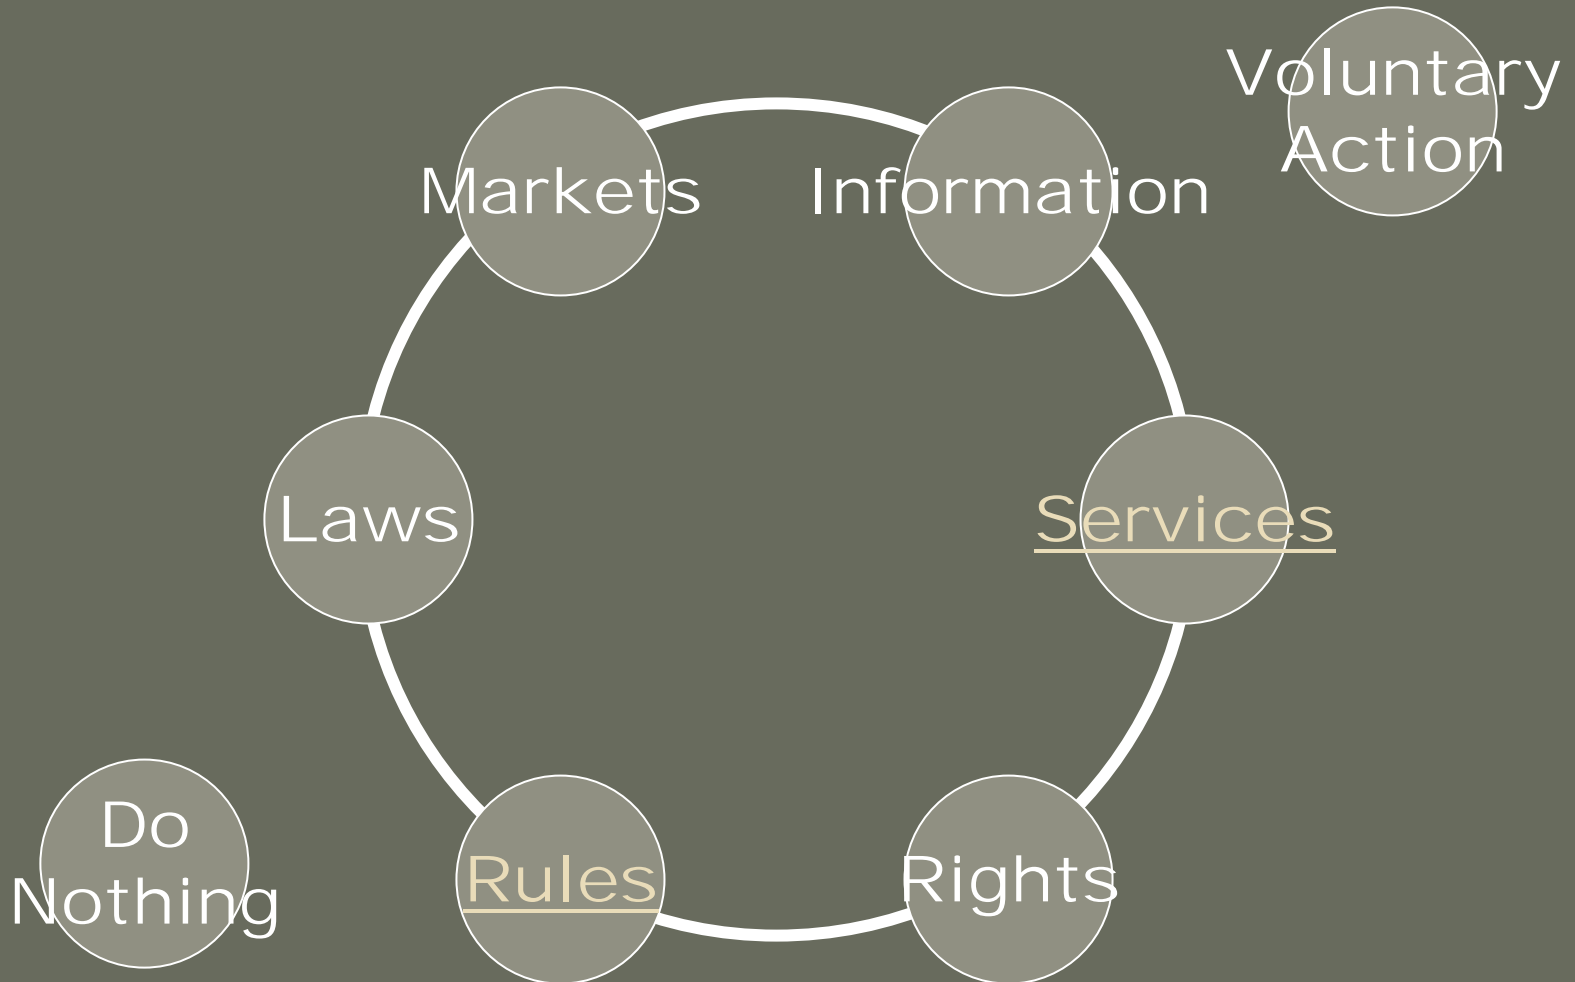 Voluntary
Action
Markets
Information
Laws
Services
Do
Nothing
Rules
Rights